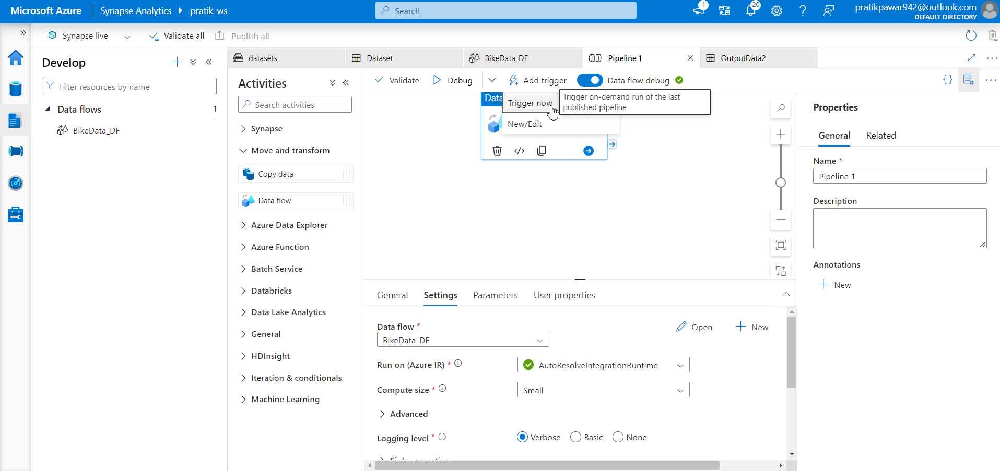 Microsoft Azure
Synapse Analytics
pratik-ws
Search
1
20
pratikpawar942@outlook.com
DEFAULT DIRECTORY
Synapse live
Validate all
Publish all
Develop
Filter resources by name
Data flows
1
BikeData_DF
datasets
Dataset
BikeData_DF
Pipeline 1
OutputData2
Activities
Search activities
Synapse
Move and transform
Copy data
Data flow
Azure Data Explorer
Azure Function
Batch Service
Databricks
Data Lake Analytics
General
HDInsight
Iteration & conditionals
Machine Learning
Validate
Debug
Add trigger
Data flow debug
Data
Trigger now
New/Edit
Trigger on-demand run of the last
published pipeline
General
Settings
Parameters
User properties
Data flow *
BikeData_DF
Open
New
Run on (Azure IR) *
AutoResolveIntegrationRuntime
Compute size *
Small
Advanced
Logging level *
Verbose
Basic
None
Sink properties
Properties
General
Related
Name *
Pipeline 1
Description
Annotations
New